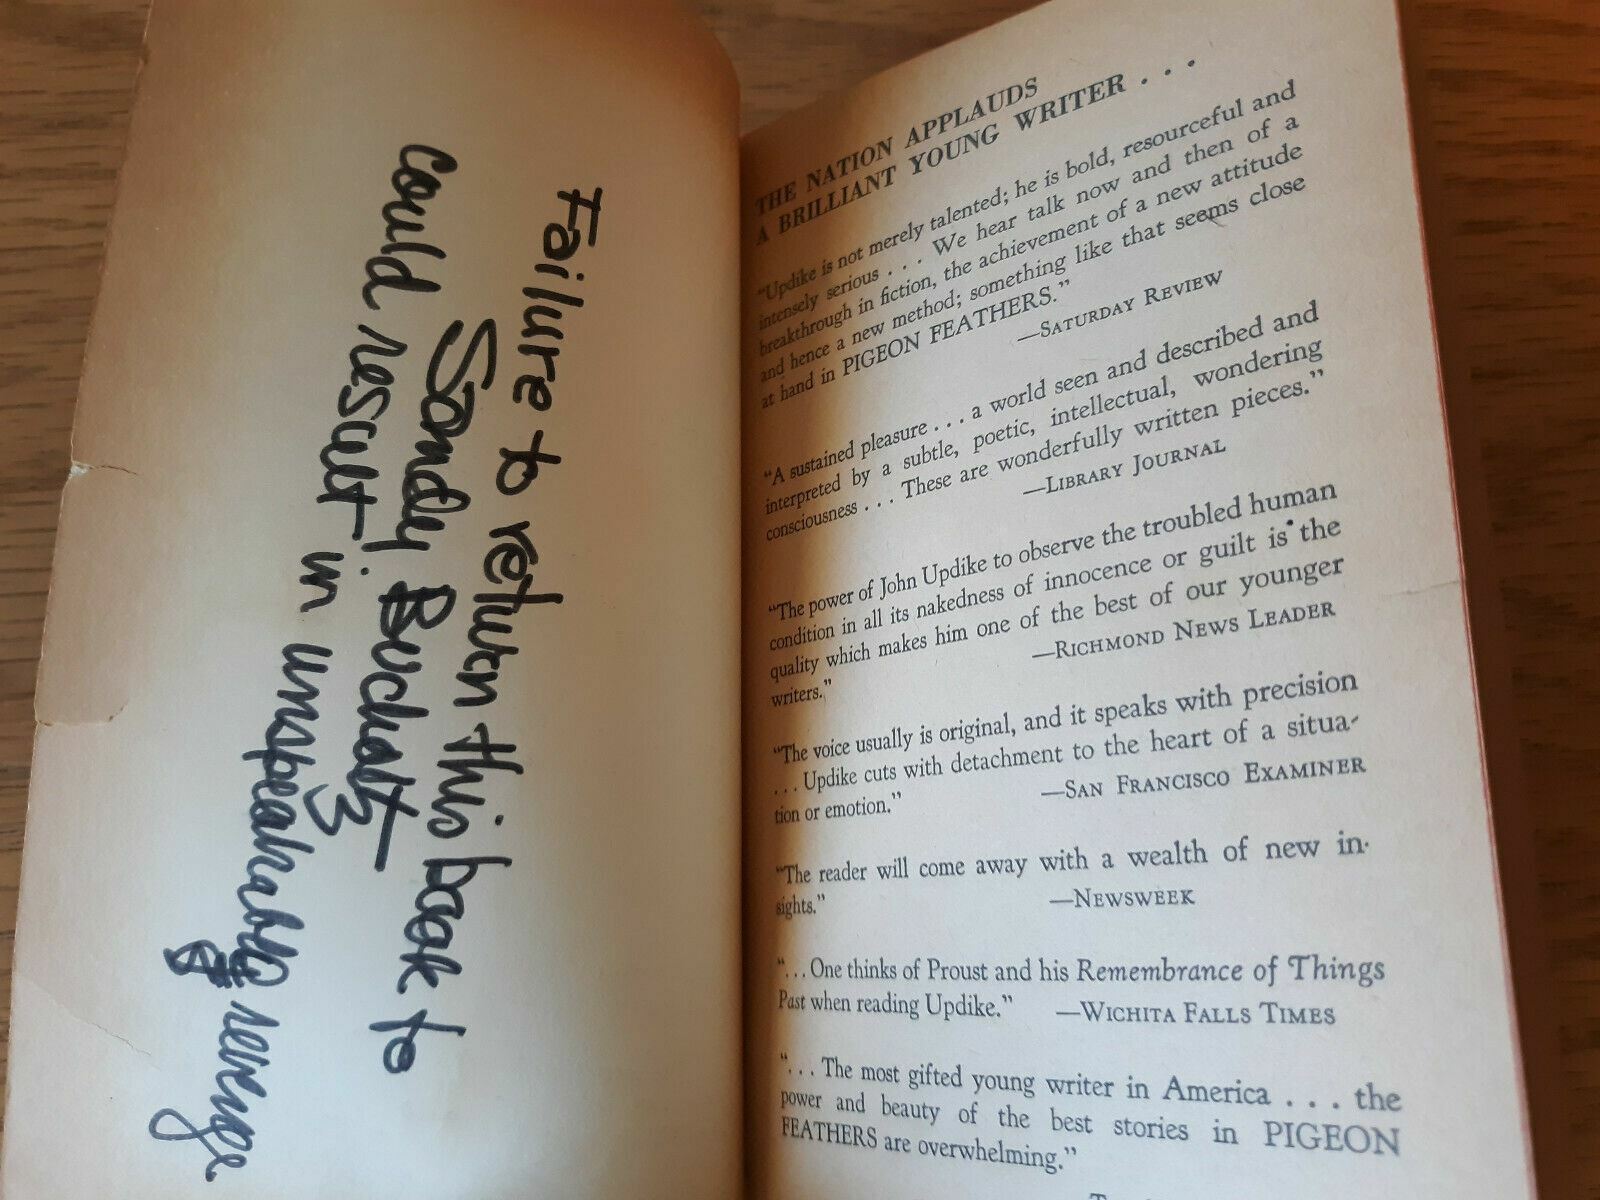 Failure to return this book to
Sandy
could result in unspeakable revenge
THE NATION APPLAUDS
A BRILLIANT YOUNG WRITER . . .
"Updike is not merely talented; he is bold, resourceful and
intensely serious . . . We hear talk now and then of a
breakthrough in fiction, the achievement of a new attitude
and hence a new method; something like that seems close
at hand in PIGEON FEATHERS."
—SATURDAY REVIEW
"A sustained pleasure . . . a world seen and described and
interpreted by a subtle, poetic, intellectual, wondering
consciousness . . . These are wonderfully written pieces."
—LIBRARY JOURNAL
"The power of John Updike to observe the troubled human
condition in all its nakedness of innocence or guilt is the
quality which makes him one of the best of our younger
writers."
—RICHMOND NEWS LEADER
"The voice usually is original, and it speaks with precision
. . . Updike cuts with detachment to the heart of a situa-
tion or emotion."
—SAN FRANCISCO EXAMINER
"The reader will come away with a wealth of new in-
sights."
—NEWSWEEK
". . . One thinks of Proust and his Remembrance of Things
Past when reading Updike." —WICHITA FALLS TIMES
". . . The most gifted young writer in America . . . the
power and beauty of the best stories in PIGEON
FEATHERS are overwhelming."